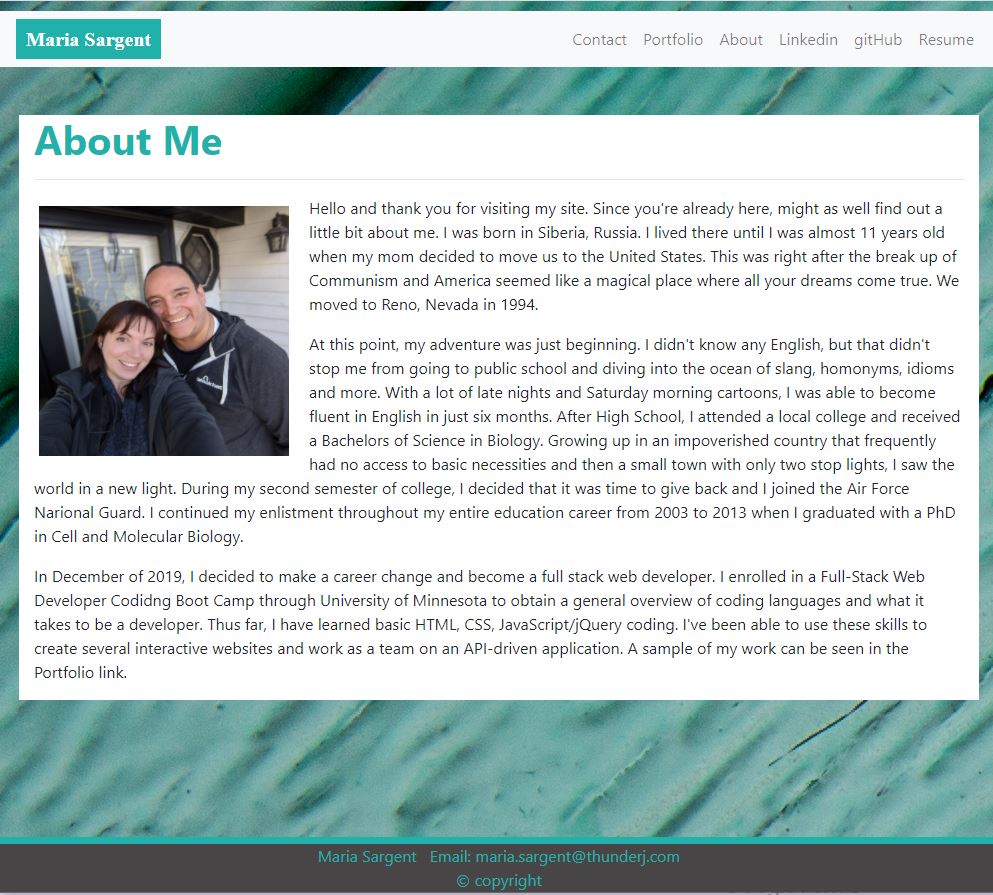 Maria Sargent
Contact Portfolio About Linkedin gitHub Resume
About Me
Hello and thank you for visiting my site. Since you're already here, might as well find out a
little bit about me. I was born in Siberia, Russia. I lived there until I was almost 11 years old
when my mom decided to move us to the United States. This was right after the break up of
Communism and America seemed like a magical place where all your dreams come true. We
moved to Reno, Nevada in 1994.
At this point, my adventure was just beginning. I didn't know any English, but that didn't
stop me from going to public school and diving into the ocean of slang, homonyms, idioms
and more. With a lot of late nights and Saturday morning cartoons, I was able to become
fluent in English in just six months. After High School, I attended a local college and received
a Bachelors of Science in Biology. Growing up in an impoverished country that frequently
had no access to basic necessities and then a small town with only two stop lights, I saw the
world in a new light. During my second semester of college, I decided that it was time to give back and I joined the Air Force
Narional Guard. I continued my enlistment throughout my entire education career from 2003 to 2013 when I graduated with a PhD
in Cell and Molecular Biology.
In December of 2019, I decided to make a career change and become a full stack web developer. I enrolled in a Full-Stack Web
Developer Codidng Boot Camp through University of Minnesota to obtain a general overview of coding languages and what it
takes to be a developer. Thus far, I have learned basic HTML, CSS, JavaScript/jQuery coding. I've been able to use these skills to
create several interactive websites and work as a team on an API-driven application. A sample of my work can be seen in the
Portfolio link.
Maria Sargent Email: maria.sargent@thunderj.com
© copyright